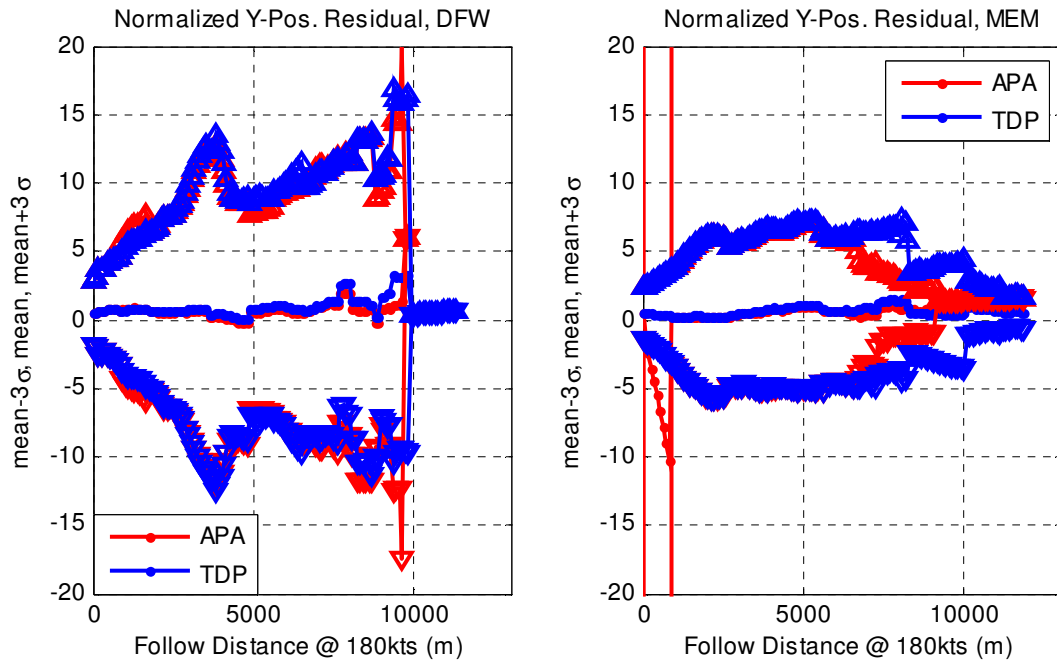 Normalized Y-Pos. Residual, DFW
20
15
10
5
0
-5
-10
-15
-20
mean-3σ, mean, mean+3σ
APA
TDP
0
5000
10000
Follow Distance @ 180kts (m)
Normalized Y-Pos. Residual, MEM
20
15
10
5
0
-5
-10
-15
-20
mean-3σ, mean, mean+3σ
APA
TDP
0
5000
10000
Follow Distance @ 180kts (m)